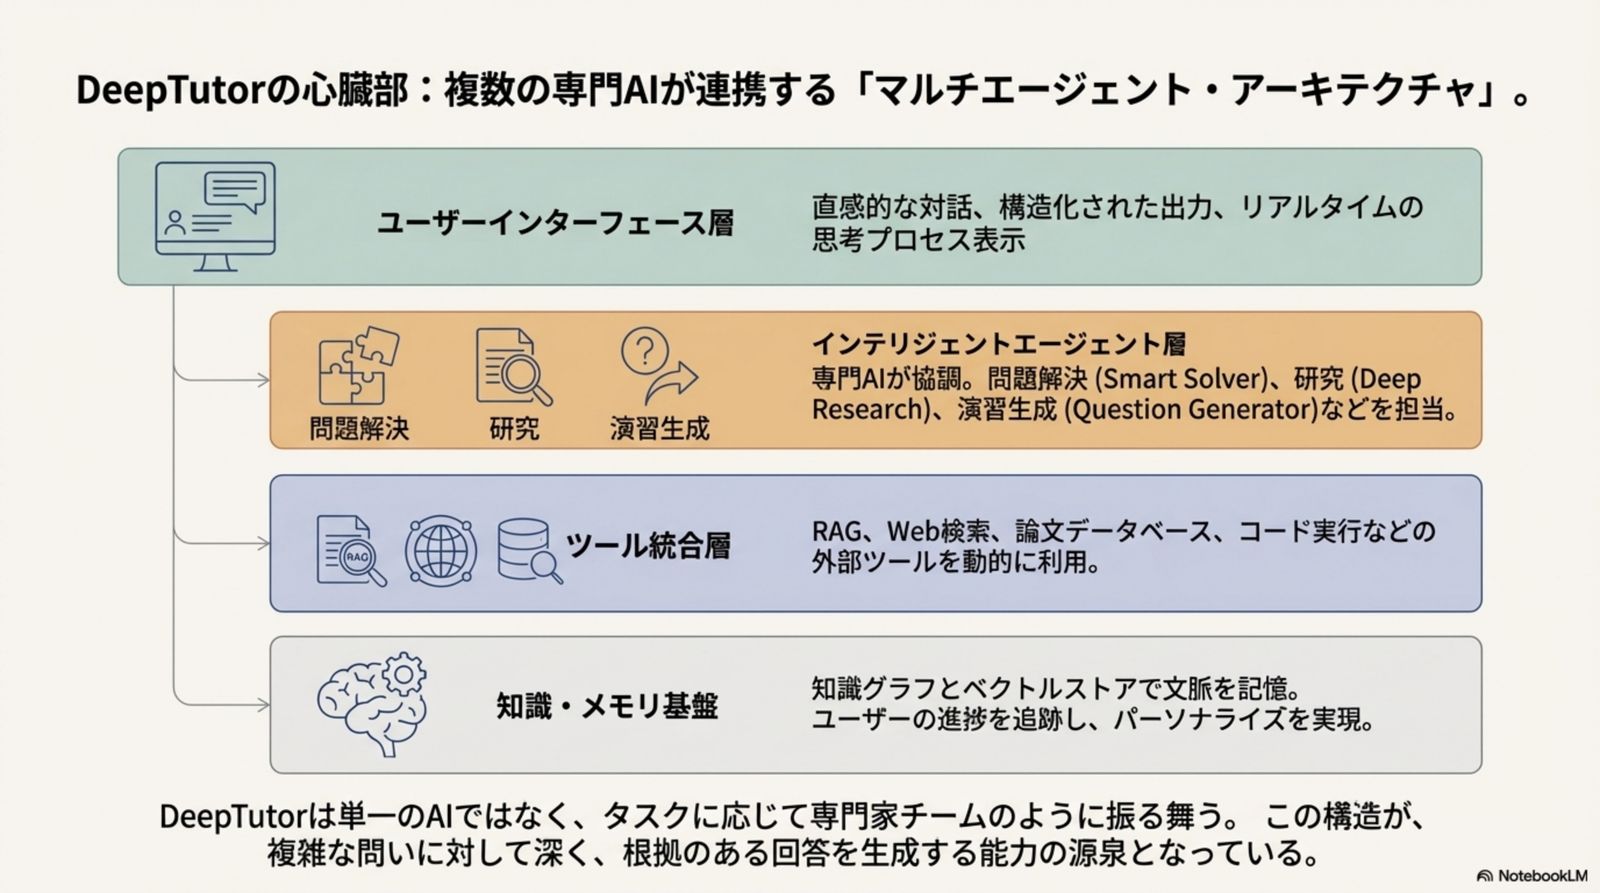 DeepTutorの心臓部：複数の専門AIが連携する「マルチエージェント・アーキテクチャ」。
ユーザーインターフェース層
直感的な対話、構造化された出力、リアルタイムの
思考プロセス表示
問題解決
研究
演習生成
インテリジェントエージェント層
専門AIが協調。問題解決 (Smart Solver)、研究 (Deep
Research)、演習生成 (Question Generator)などを担当。
RAG
ツール統合層
RAG、Web検索、論文データベース、コード実行などの
外部ツールを動的に利用。
知識・メモリ基盤
知識グラフとベクトルストアで文脈を記憶。
ユーザーの進捗を追跡し、パーソナライズを実現。
DeepTutorは単一のAIではなく、タスクに応じて専門家チームのように振る舞う。 この構造が、
複雑な問いに対して深く、根拠のある回答を生成する能力の源泉となっている。
NotebookLM